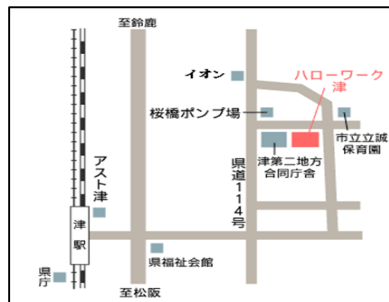 至鈴鹿
イオン
ハローワーク
津
桜橋ポンプ場
市立立誠
保育園
津第二地方
合同庁舎
県道114号
アスト津
津駅
県福祉会館
県庁
至松阪